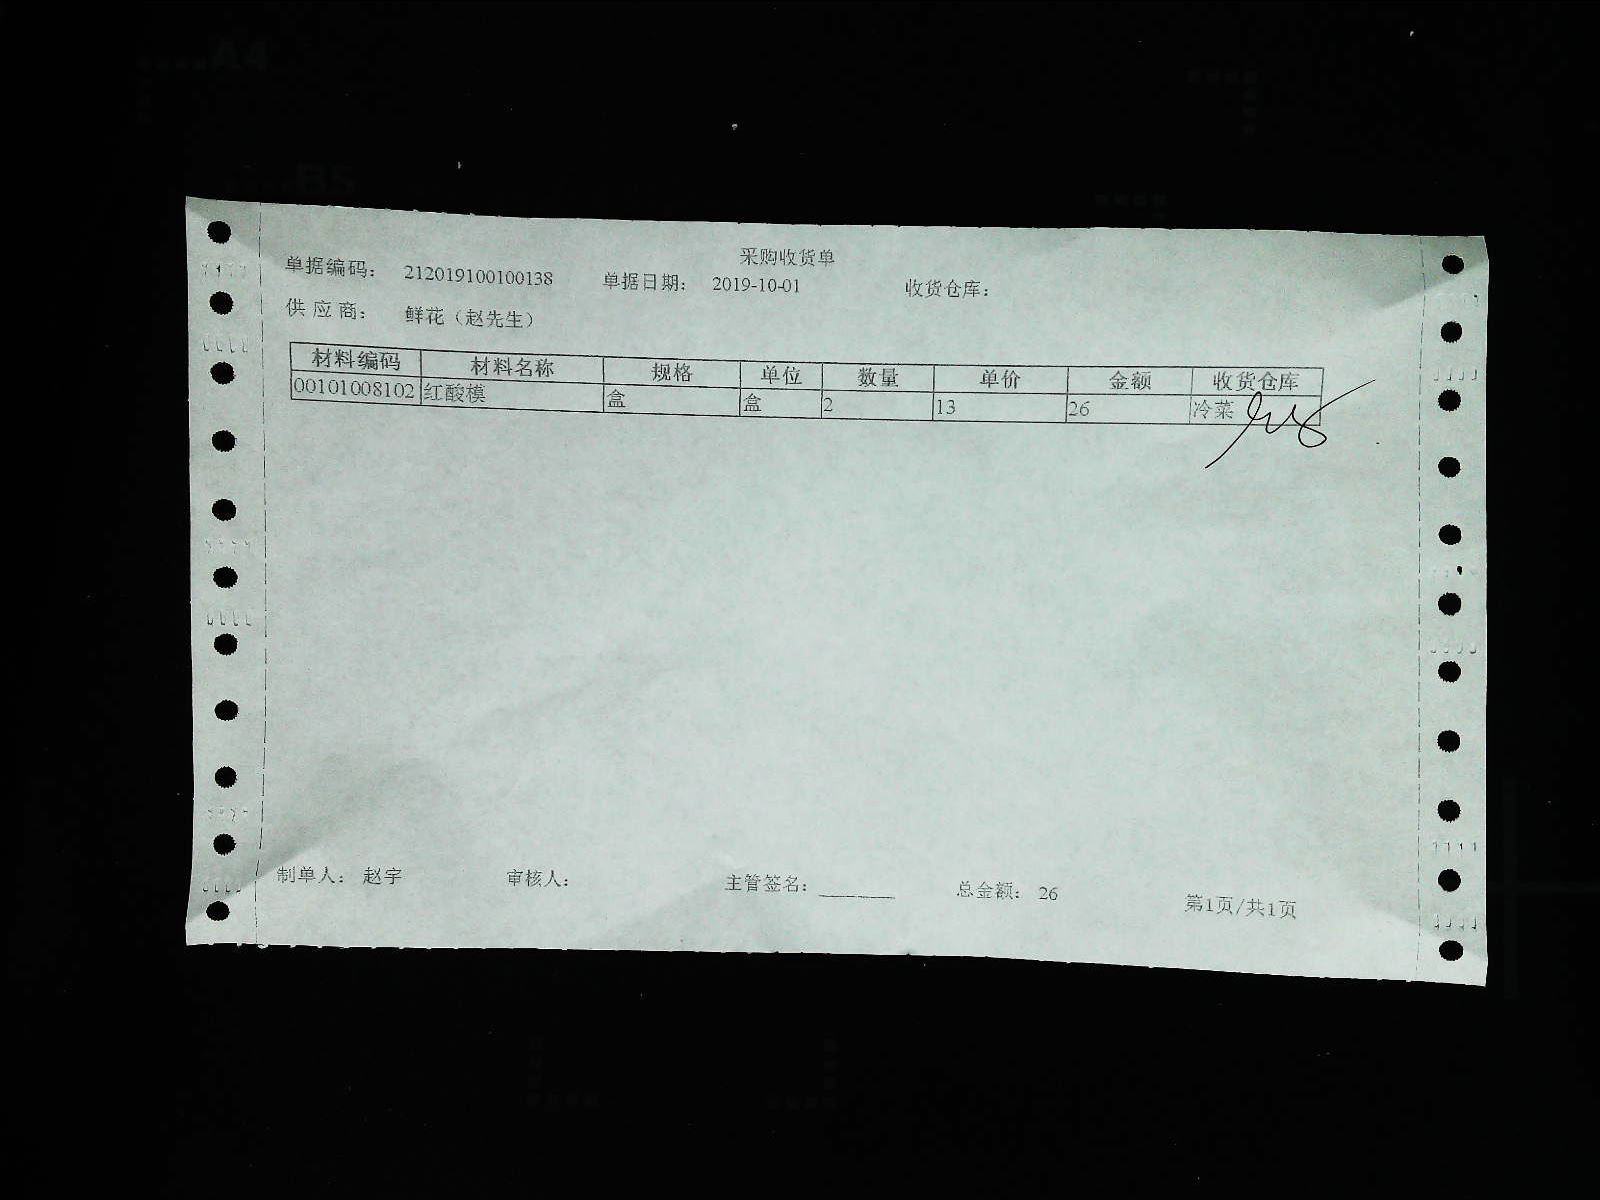 采购收货单
单据编码： 212019100100138 单据日期： 2019-10-01 收货仓库：
供 应 商： 鲜花（赵先生）
材料编码 材料名称 规格 单位 数量 单价 金额 收货仓库
00101008102 红酸模 盒 盒 2 13 26 冷菜
制单人： 赵宇 审核人： 主管签名：________ 总金额： 26 第1页/共1页